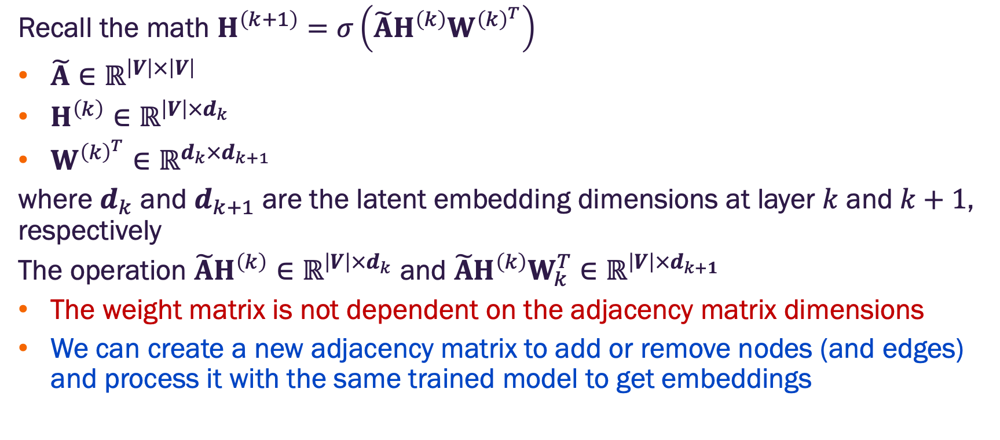 Recall the math $\mathbf{H}^{(k+1)} = \sigma\left(\widetilde{\mathbf{A}}\mathbf{H}^{(k)}\mathbf{W}^{(k)^T}\right)$
• $\widetilde{\mathbf{A}} \in \mathbb{R}^{|\boldsymbol{V}|\times|\boldsymbol{V}|}$
• $\mathbf{H}^{(k)} \in \mathbb{R}^{|\boldsymbol{V}|\times \boldsymbol{d}_k}$
• $\mathbf{W}^{(k)^T} \in \mathbb{R}^{\boldsymbol{d}_k\times \boldsymbol{d}_{k+1}}$
where $\boldsymbol{d}_k$ and $\boldsymbol{d}_{k+1}$ are the latent embedding dimensions at layer $k$ and $k + 1$,
respectively
The operation $\widetilde{\mathbf{A}}\mathbf{H}^{(k)} \in \mathbb{R}^{|\boldsymbol{V}|\times \boldsymbol{d}_k}$ and $\widetilde{\mathbf{A}}\mathbf{H}^{(k)}\mathbf{W}_k^T \in \mathbb{R}^{|\boldsymbol{V}|\times \boldsymbol{d}_{k+1}}$
• The weight matrix is not dependent on the adjacency matrix dimensions
• We can create a new adjacency matrix to add or remove nodes (and edges)
and process it with the same trained model to get embeddings